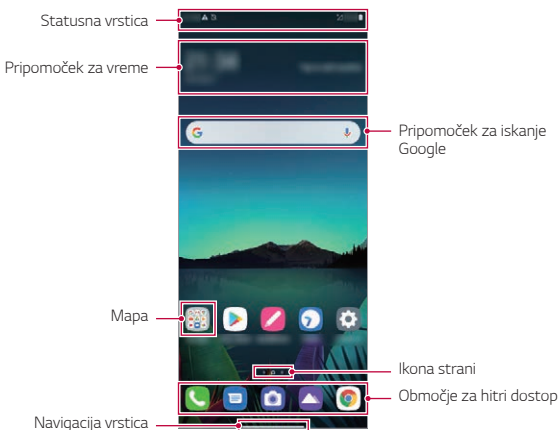 Statusna vrstica
Pripomoček za vreme
Pripomoček za iskanje
Google
Mapa
Ikona strani
Območje za hitri dostop
Navigacija vrstica